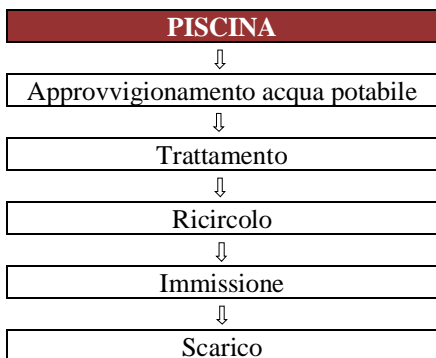 PISCINA
⇩
Approvvigionamento acqua potabile
⇩
Trattamento
⇩
Ricircolo
⇩
Immissione
⇩
Scarico